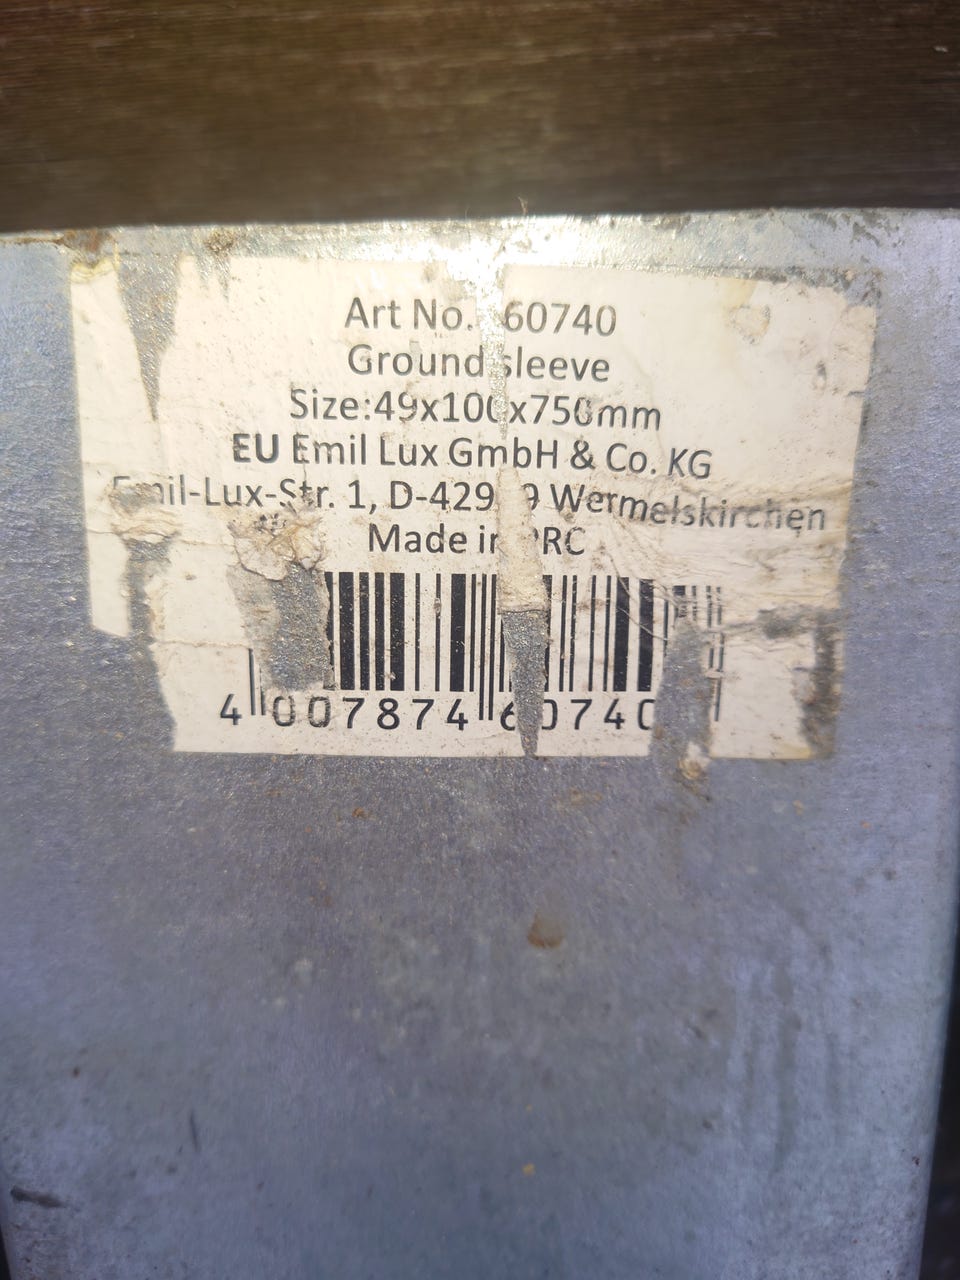 Art No. 60740
Ground sleeve
Size:49x100x750mm
EU Emil Lux GmbH & Co. KG
Emil-Lux-Str. 1, D-42929 Wermelskirchen
Made in PRC
4 007874 60740